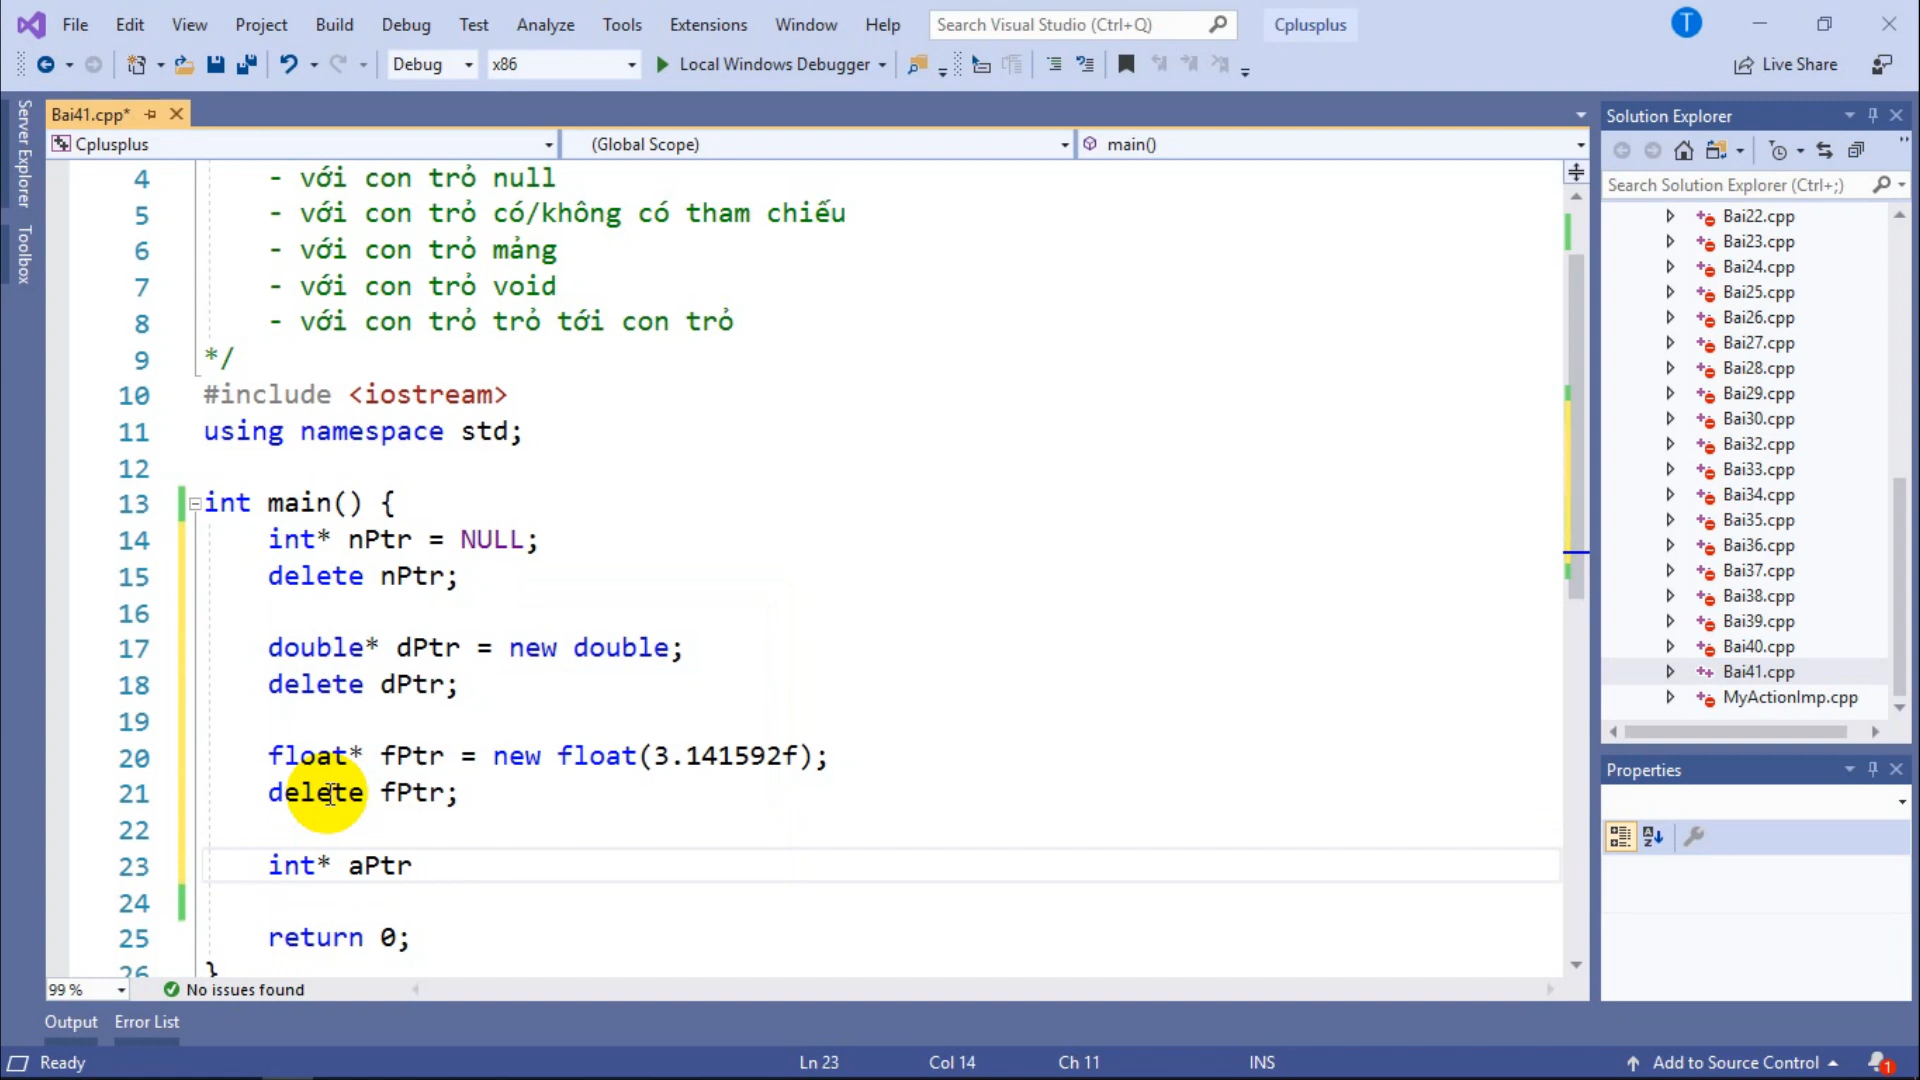 File Edit View Project Build Debug Test Analyze Tools Extensions Window Help Search Visual Studio (Ctrl+Q) Cplusplus T
Debug x86 Local Windows Debugger Live Share
Server Explorer
Toolbox
Bai41.cpp*
Cplusplus (Global Scope) main()
4 - với con trỏ null
5 - với con trỏ có/không có tham chiếu
6 - với con trỏ mảng
7 - với con trỏ void
8 - với con trỏ trỏ tới con trỏ
9 */
10 #include <iostream>
11 using namespace std;
12
13 int main() {
14 int* nPtr = NULL;
15 delete nPtr;
16
17 double* dPtr = new double;
18 delete dPtr;
19
20 float* fPtr = new float(3.141592f);
21 delete fPtr;
22
23 int* aPtr
24
25 return 0;
26 }
99 % No issues found
Solution Explorer
Search Solution Explorer (Ctrl+;)
Bai22.cpp
Bai23.cpp
Bai24.cpp
Bai25.cpp
Bai26.cpp
Bai27.cpp
Bai28.cpp
Bai29.cpp
Bai30.cpp
Bai32.cpp
Bai33.cpp
Bai34.cpp
Bai35.cpp
Bai36.cpp
Bai37.cpp
Bai38.cpp
Bai39.cpp
Bai40.cpp
Bai41.cpp
MyActionImp.cpp
Properties
Output Error List
Ready Ln 23 Col 14 Ch 11 INS Add to Source Control 1